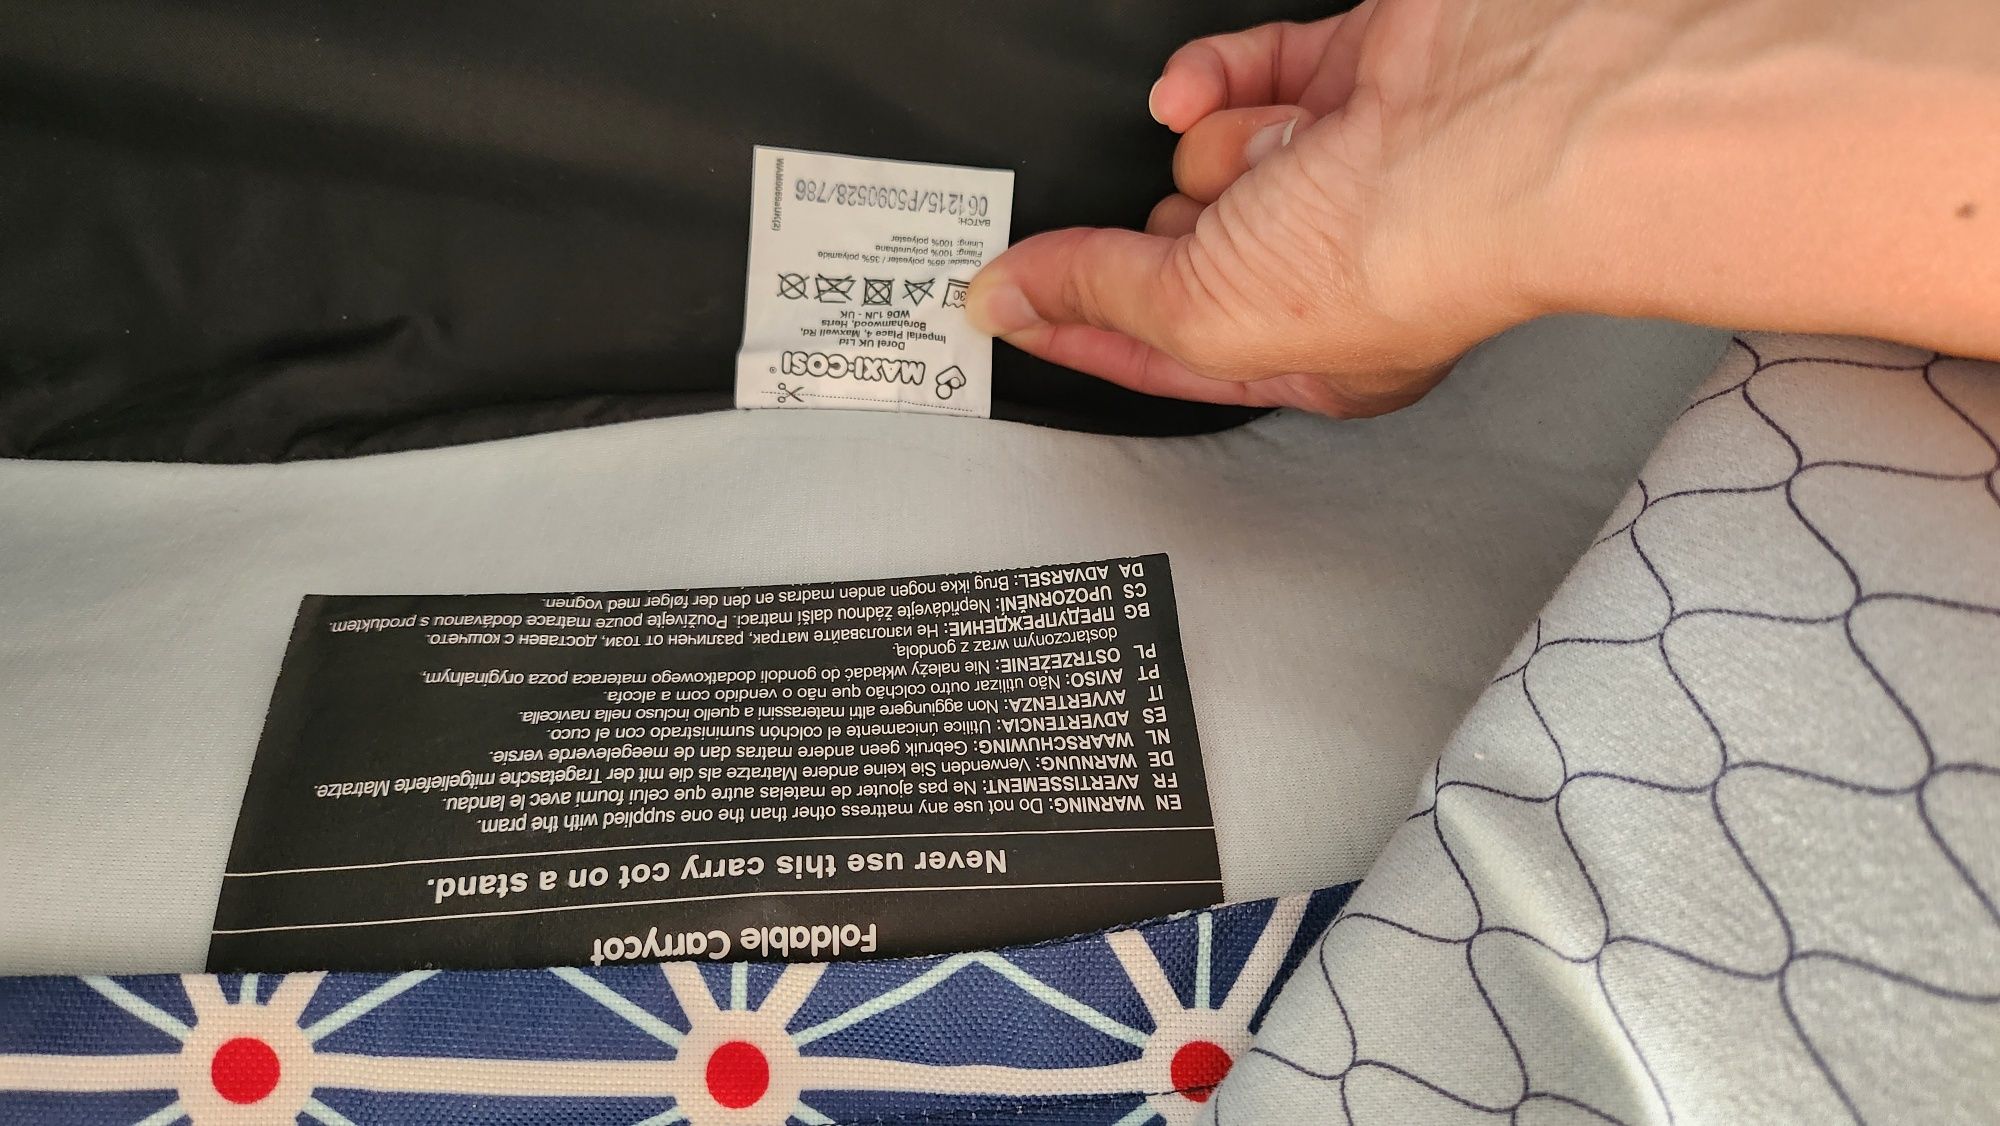 MAXI·COSI®
Dorel UK Ltd
Imperial Place 4, Maxwell Rd,
Borehamwood, Herts
WD6 1JN - UK
30
Outside: 65% polyester / 35% polyamide
Filling: 100% polyurethane
Lining: 100% polyester
BATCH:
061215/P5090528/786
Foldable Carrycot
Never use this carry cot on a stand.
EN WARNING: Do not use any mattress other than the one supplied with the pram.
FR AVERTISSEMENT: Ne pas ajouter de matelas autre que celui fourni avec le landau.
DE WARNUNG: Verwenden Sie keine andere Matratze als die mit der Tragetasche mitgelieferte Matratze.
NL WAARSCHUWING: Gebruik geen andere matras dan de meegeleverde versie.
ES ADVERTENCIA: Utilice únicamente el colchón suministrado con el cuco.
IT AVVERTENZA: Non aggiungere altri materassini a quello incluso nella navicella.
PT AVISO: Não utilizar outro colchão que não o vendido com a alcofa.
PL OSTRZEŻENIE: Nie należy wkładać do gondoli dodatkowego materaca poza oryginalnym,
dostarczonym wraz z gondolą.
BG ПРЕДУПРЕЖДЕНИЕ: Не използвайте матрак, различен от този, доставен с кошчето.
CS UPOZORNĚNÍ: Nepřidávejte žádnou další matraci. Používejte pouze matrace dodávanou s produktem.
DA ADVARSEL: Brug ikke nogen anden madras en den der følger med vognen.